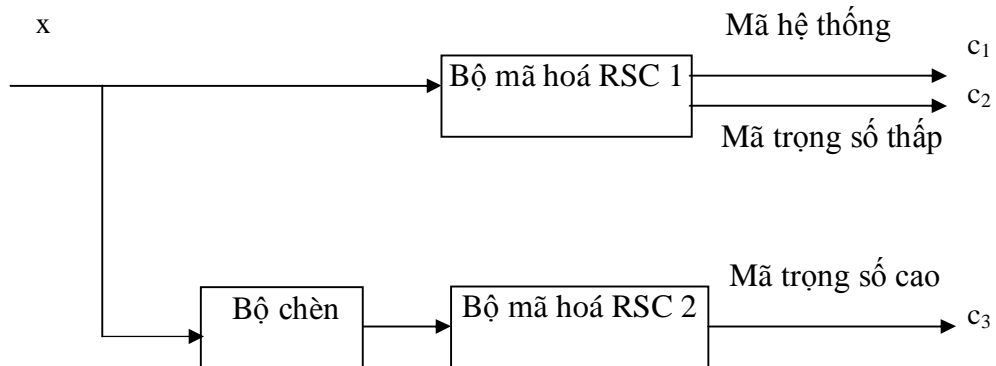 x
Mã hệ thống
c₁
Bộ mã hoá RSC 1
c₂
Mã trọng số thấp
Mã trọng số cao
Bộ chèn
Bộ mã hoá RSC 2
c₃